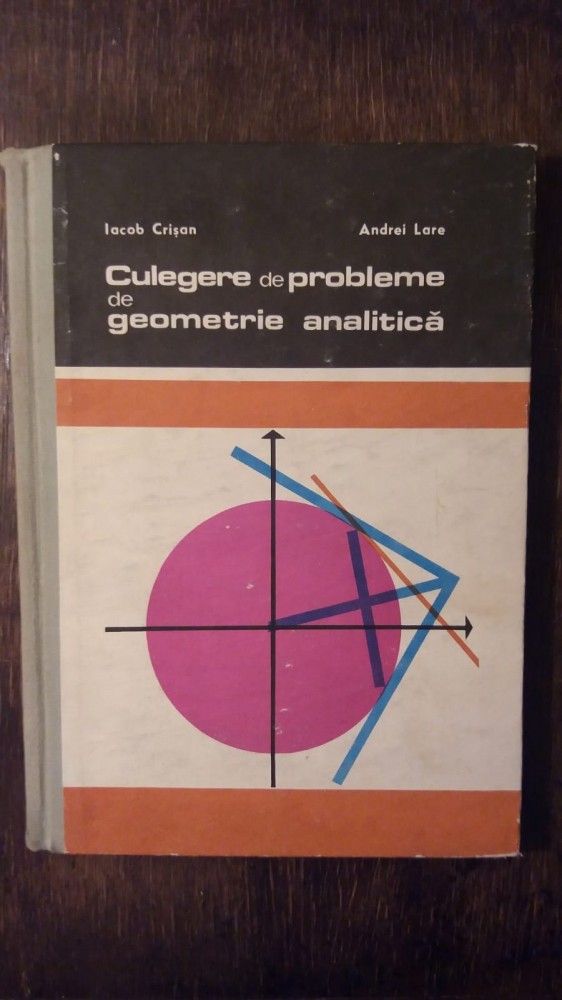 Iacob Crişan Andrei Lare
Culegere de probleme
de
geometrie analitică